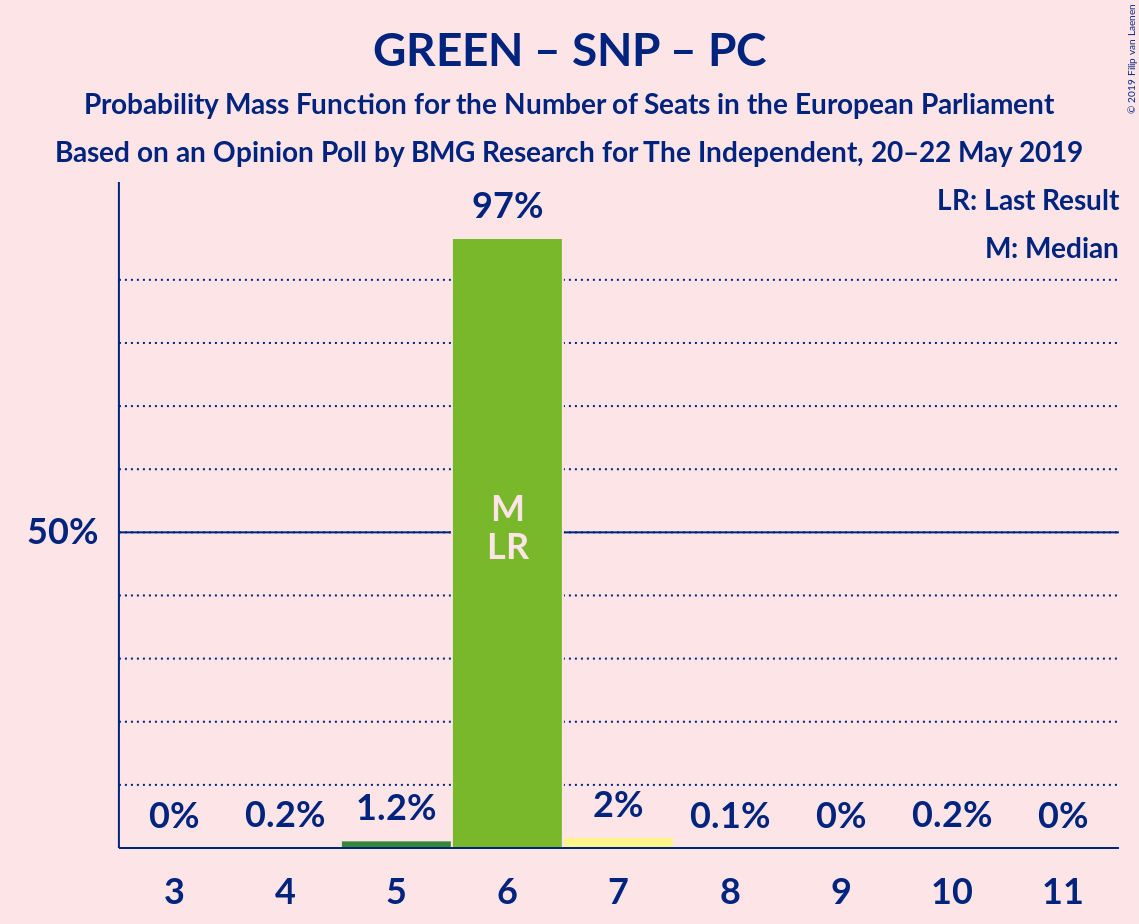 GREEN – SNP – PC
Probability Mass Function for the Number of Seats in the European Parliament
Based on an Opinion Poll by BMG Research for The Independent, 20–22 May 2019
© 2019 Filip van Laenen
LR: Last Result
M: Median
97%
M
LR
50%
0%
0.2%
1.2%
2%
0.1%
0%
0.2%
0%
3 4 5 6 7 8 9 10 11